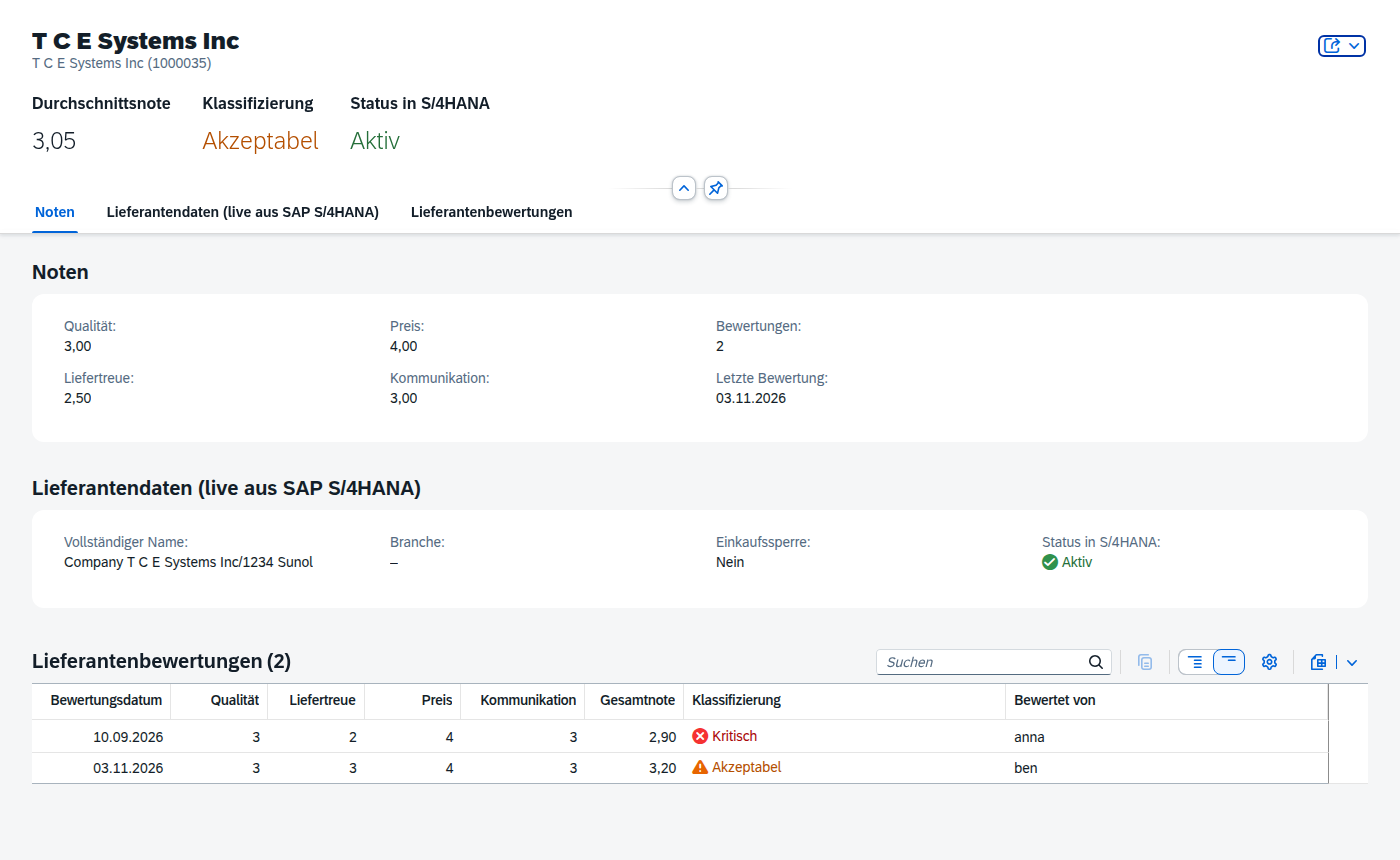 T C E Systems Inc
T C E Systems Inc (1000035)
Durchschnittsnote Klassifizierung Status in S/4HANA
3,05 Akzeptabel Aktiv
Noten Lieferantendaten (live aus SAP S/4HANA) Lieferantenbewertungen
Noten
Qualität: Preis: Bewertungen:
3,00 4,00 2
Liefertreue: Kommunikation: Letzte Bewertung:
2,50 3,00 03.11.2026
Lieferantendaten (live aus SAP S/4HANA)
Vollständiger Name: Branche: Einkaufssperre: Status in S/4HANA:
Company T C E Systems Inc/1234 Sunol – Nein Aktiv
Lieferantenbewertungen (2) Suchen
Bewertungsdatum Qualität Liefertreue Preis Kommunikation Gesamtnote Klassifizierung Bewertet von
10.09.2026 3 2 4 3 2,90 Kritisch anna
03.11.2026 3 3 4 3 3,20 Akzeptabel ben